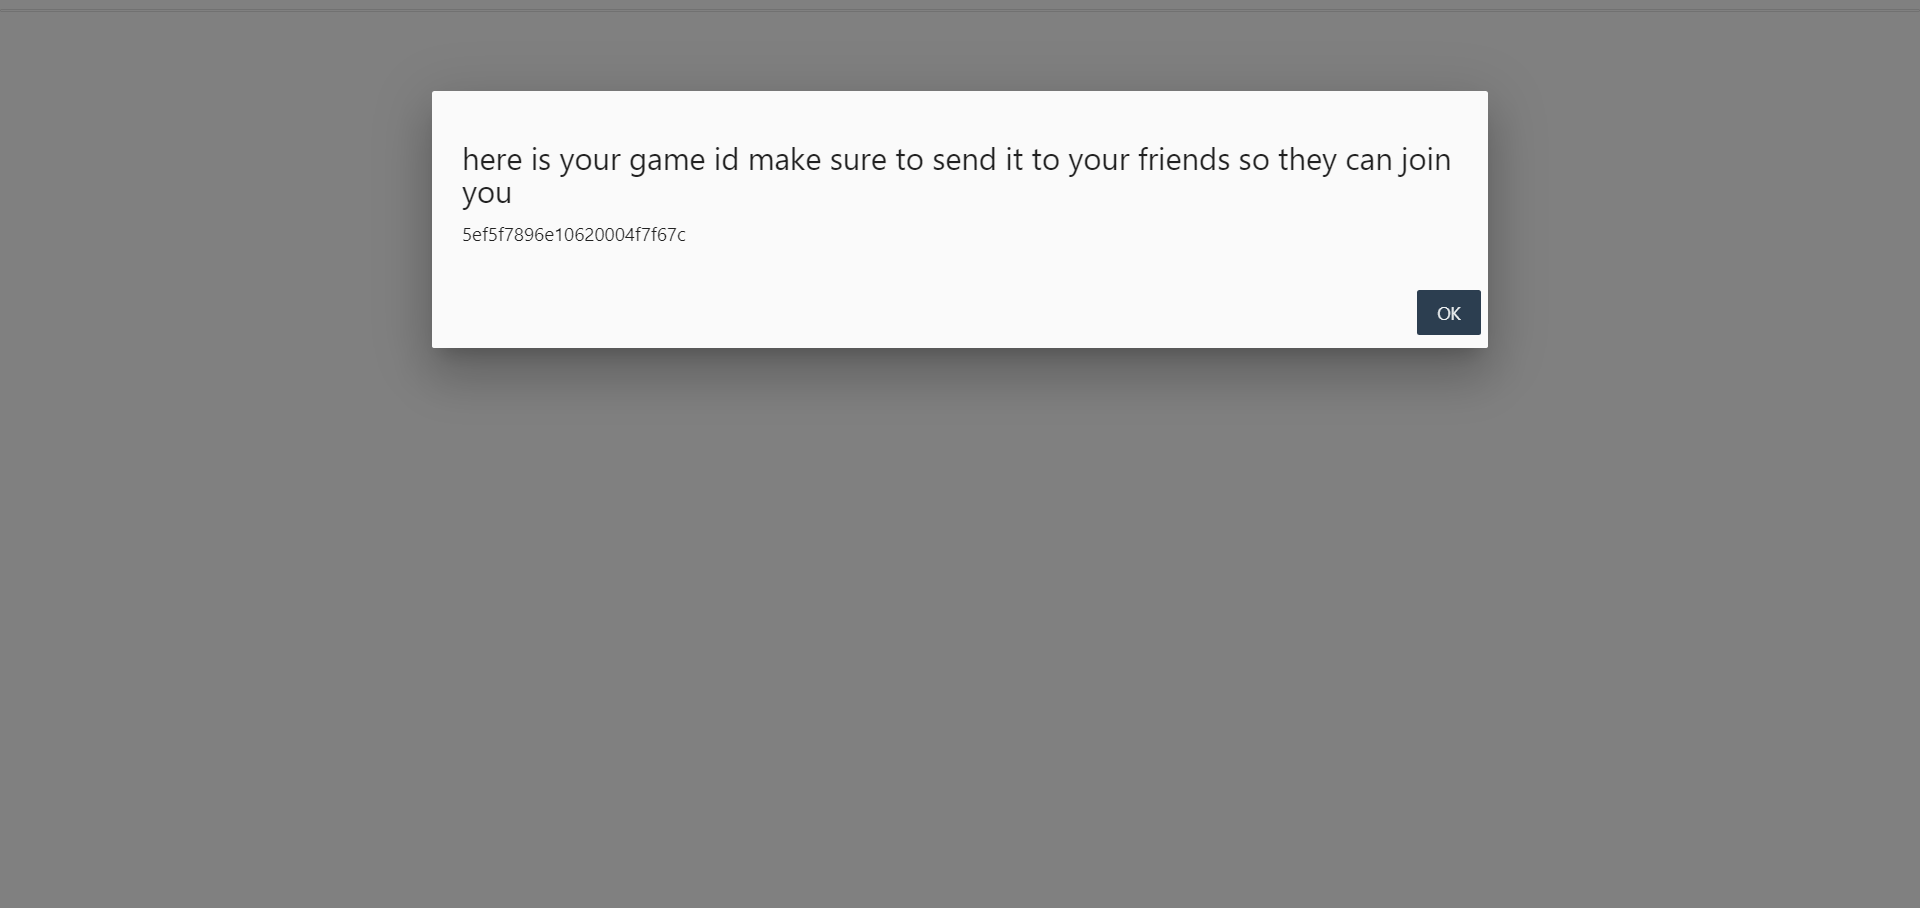 here is your game id make sure to send it to your friends so they can join
you
5ef5f7896e10620004f7f67c
OK